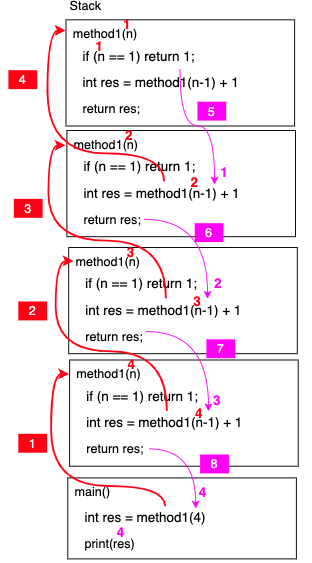 Stack
1
method1(n)
1
if (n == 1) return 1;
4
int res = method1(n-1) + 1
return res;
5
2
method1(n)
if (n == 1) return 1;
1
2
int res = method1(n-1) + 1
3
return res;
6
3
method1(n)
if (n == 1) return 1;
2
3
int res = method1(n-1) + 1
2
return res;
7
4
method1(n)
if (n == 1) return 1;
3
4
int res = method1(n-1) + 1
1
return res;
8
main()
4
int res = method1(4)
4
print(res)